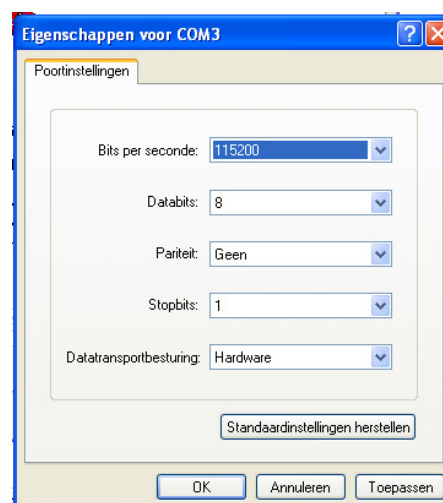 Eigenschappen voor COM3
Poortinstellingen
Bits per seconde: 115200
Databits: 8
Pariteit: Geen
Stopbits: 1
Datatransportbesturing: Hardware
Standaardinstellingen herstellen
OK Annuleren Toepassen